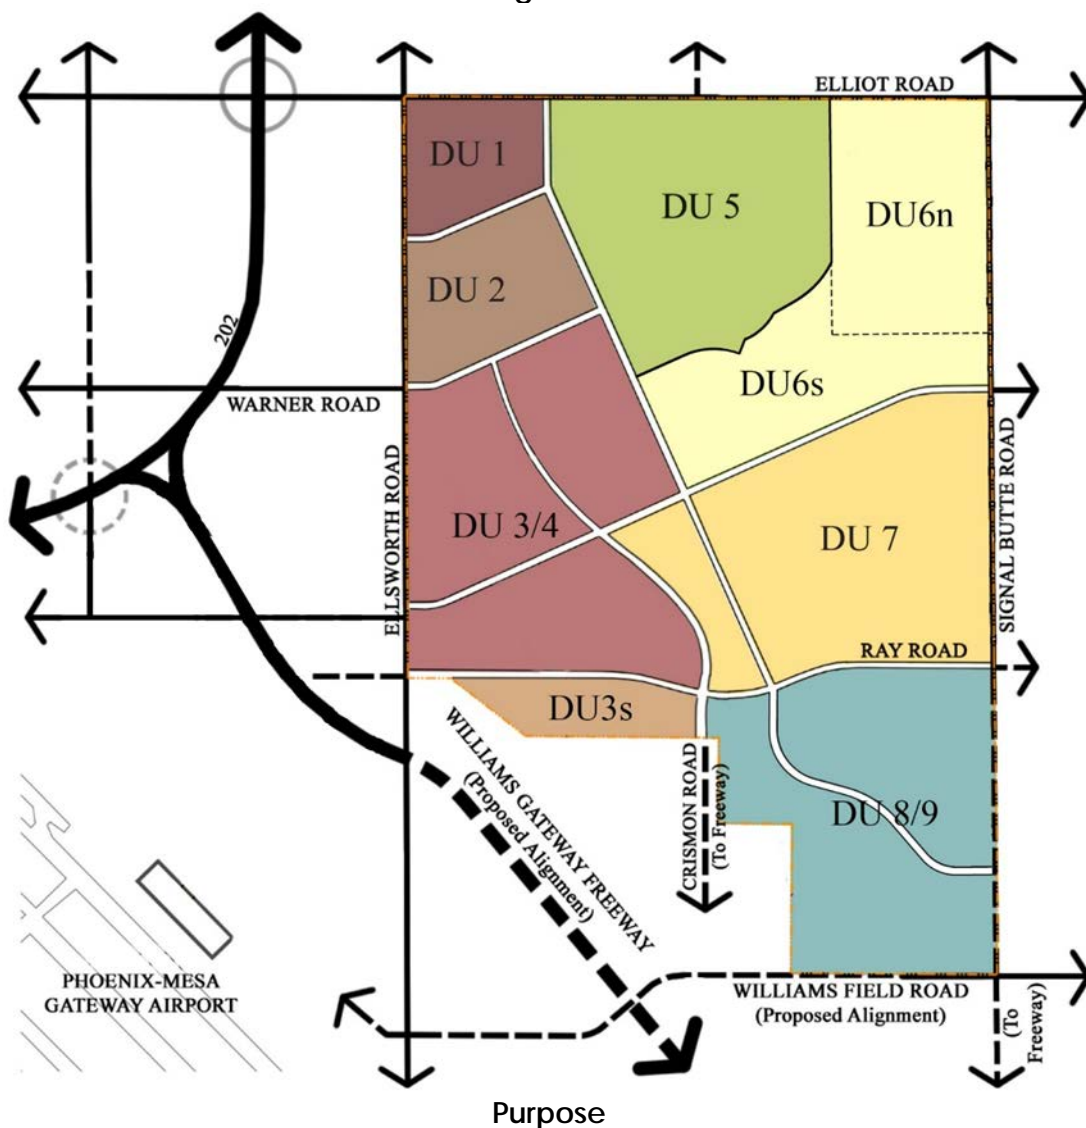 ELLIOT ROAD
DU 1
DU 5
DU6n
DU 2
202
DU6s
WARNER ROAD
ELLSWORTH ROAD
DU 3/4
DU 7
SIGNAL BUTTE ROAD
RAY ROAD
DU3s
WILLIAMS GATEWAY FREEWAY
(Proposed Alignment)
CRISMON ROAD
(To Freeway)
DU 8/9
PHOENIX-MESA
GATEWAY AIRPORT
WILLIAMS FIELD ROAD
(Proposed Alignment)
(To
Freeway)
Purpose